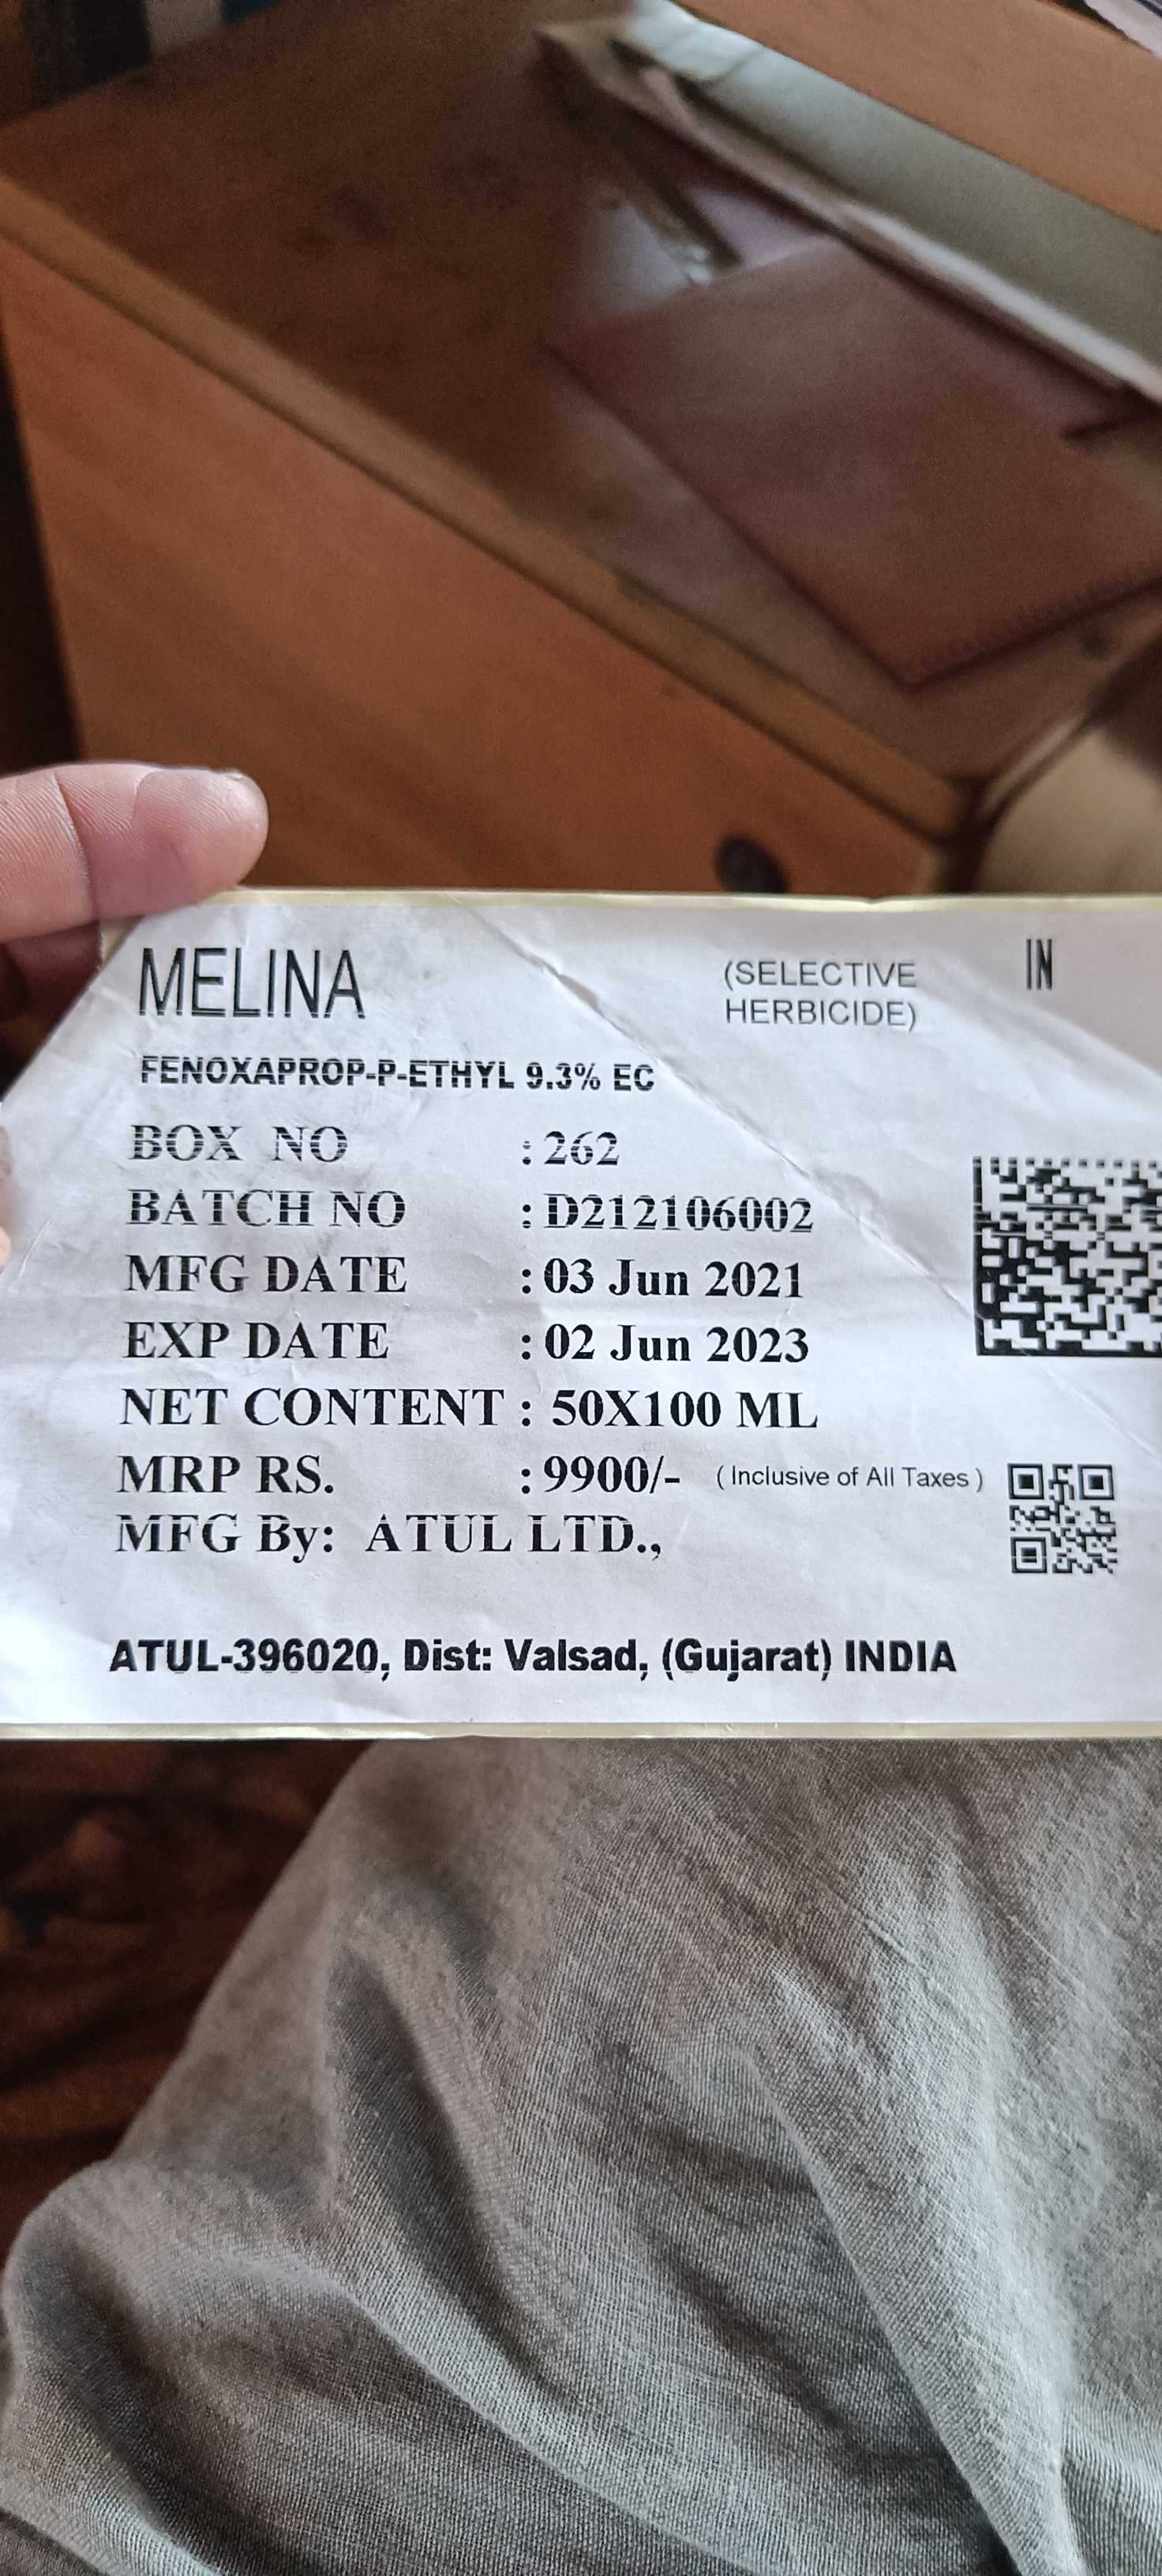 MELINA
(SELECTIVE
HERBICIDE)
IN
FENOXAPROP-P-ETHYL 9.3% EC
BOX NO : 262
BATCH NO : D212106002
MFG DATE : 03 Jun 2021
EXP DATE : 02 Jun 2023
NET CONTENT : 50X100 ML
MRP RS. : 9900/- ( Inclusive of All Taxes )
MFG By: ATUL LTD.,
ATUL-396020, Dist: Valsad, (Gujarat) INDIA